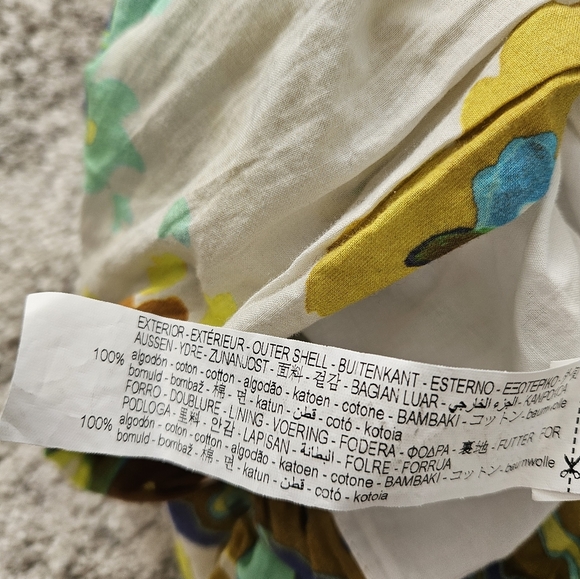 EXTERIOR - EXTÉRIEUR - OUTER SHELL - BUITENKANT - ESTERNO - ΕΞΩΤΕΡΙΚΟ
AUSSEN - YDRE - ZUNANJOST - 面料 - 겉감 - BAGIAN LUAR - الجزء الخارجي -
100% algodón - coton - cotton - algodão - katoen - cotone - BAMBAKI - コットン - baumwolle
bomuld - bombaž - 棉 - 면 - katun - قطن - cotó - kotoia
FORRO - DOUBLURE - LINING - VOERING - FODERA - ΦΟΔΡΑ - 裏地 - FUTTER FOR
PODLOGA - 里料 - 안감 - LAPISAN - البطانة - FOLRE - FORRUA
100% algodón - coton - cotton - algodão - katoen - cotone - BAMBAKI - コットン - baumwolle
bomuld - bombaž - 棉 - 면 - katun - قطن - cotó - kotoia